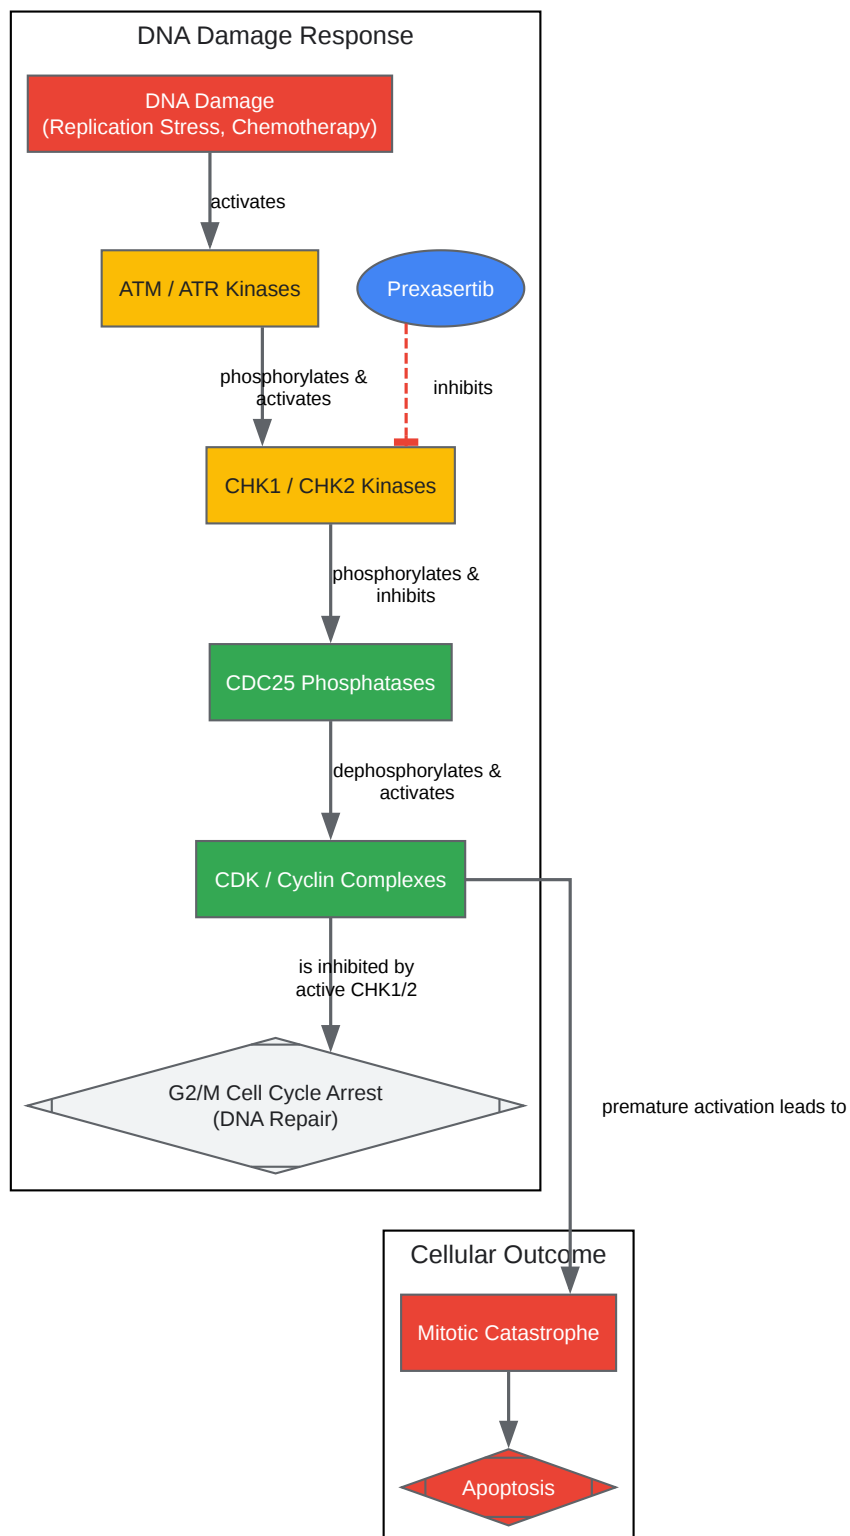 DNA Damage Response
DNA Damage
(Replication Stress, Chemotherapy)
activates
ATM / ATR Kinases
Prexasertib
phosphorylates &
activates
inhibits
CHK1 / CHK2 Kinases
phosphorylates &
inhibits
CDC25 Phosphatases
dephosphorylates &
activates
CDK / Cyclin Complexes
is inhibited by
active CHK1/2
G2/M Cell Cycle Arrest
(DNA Repair)
premature activation leads to
Cellular Outcome
Mitotic Catastrophe
Apoptosis